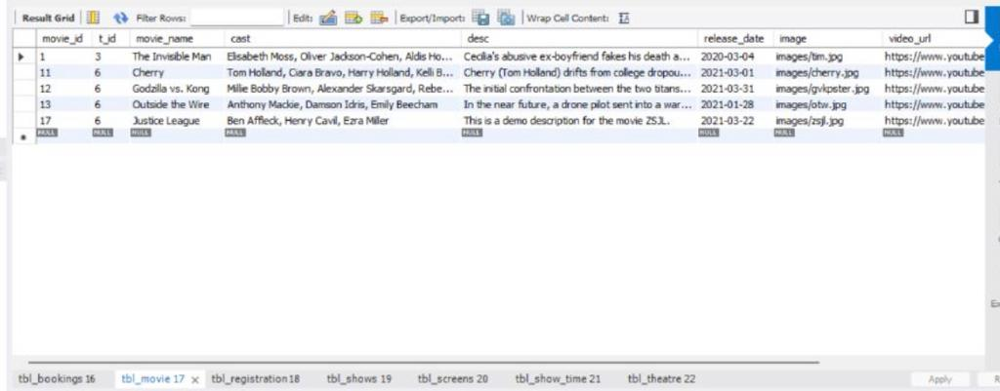 Result Grid Filter Rows: Edit: Export/Import: Wrap Cell Content:
movie_id t_id movie_name cast desc release_date image video_url
1 3 The Invisible Man Elisabeth Moss, Oliver Jackson-Cohen, Aldis Ho... Cecilia's abusive ex-boyfriend fakes his death a... 2020-03-04 images/tim.jpg https://www.youtube
11 6 Cherry Tom Holland, Ciara Bravo, Harry Holland, Kelli B... Cherry (Tom Holland) drifts from college dropou... 2021-03-01 images/cherry.jpg https://www.youtube
12 6 Godzilla vs. Kong Millie Bobby Brown, Alexander Skarsgard, Rebe... The initial confrontation between the two titans... 2021-03-31 images/gvkpster.jpg https://www.youtube
13 6 Outside the Wire Anthony Mackie, Damson Idris, Emily Beecham In the near future, a drone pilot sent into a war... 2021-01-28 images/otw.jpg https://www.youtube
17 6 Justice League Ben Affleck, Henry Cavil, Ezra Miller This is a demo description for the movie ZSJL. 2021-03-22 images/zsjl.jpg https://www.youtube
NULL NULL NULL NULL NULL NULL NULL NULL
tbl_bookings 16 tbl_movie 17 tbl_registration 18 tbl_shows 19 tbl_screens 20 tbl_show_time 21 tbl_theatre 22 Apply